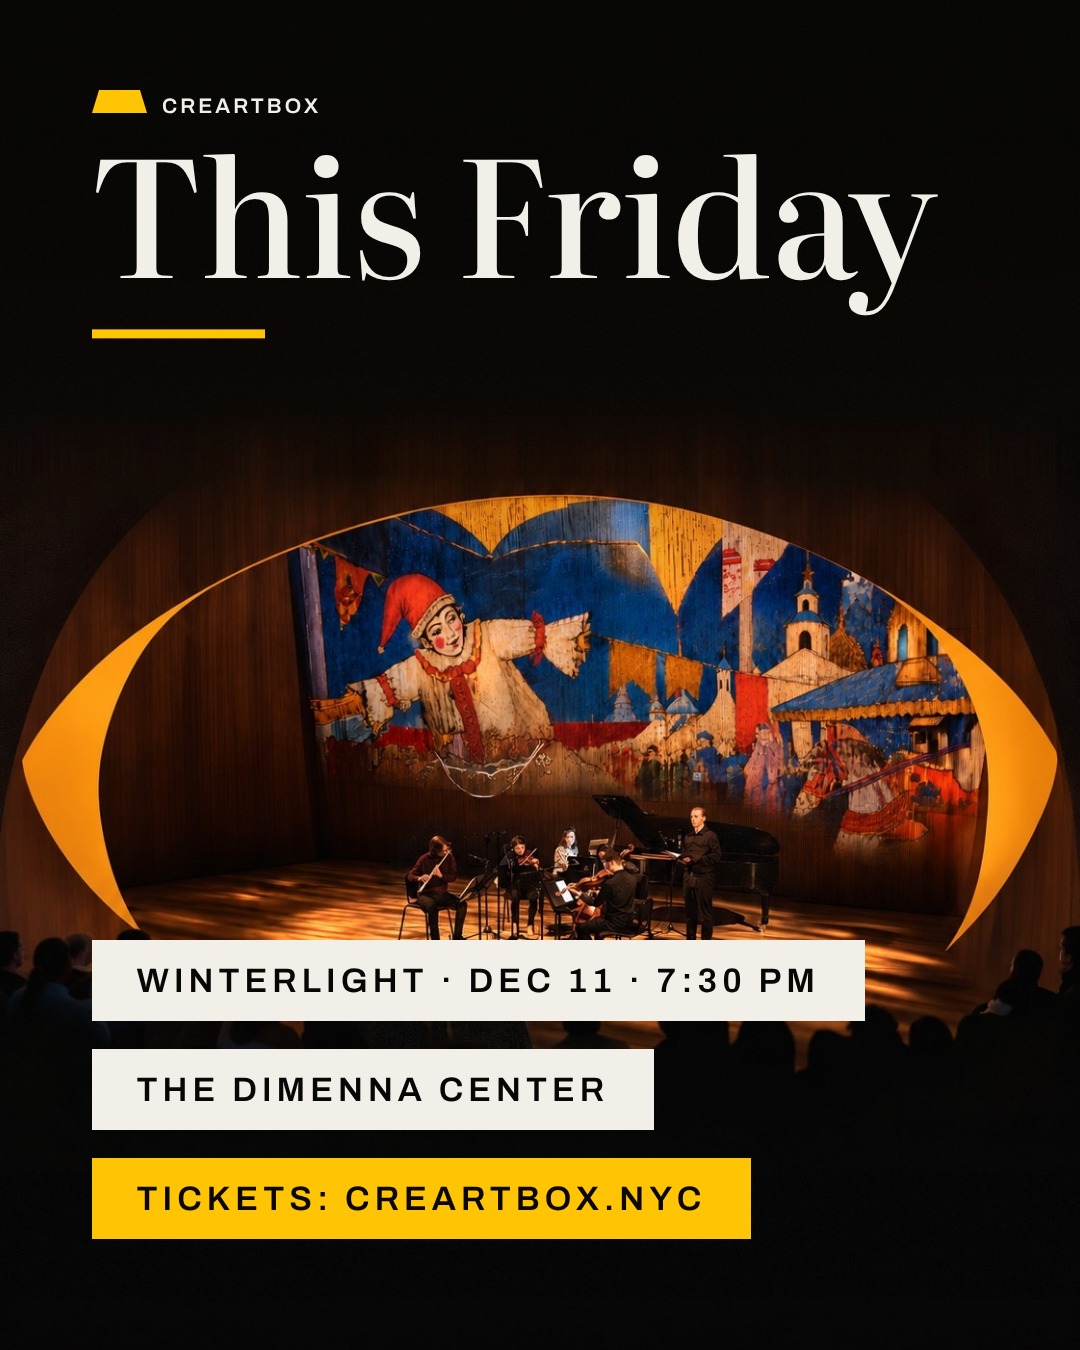 CREARTBOX
This Friday
WINTERLIGHT · DEC 11 · 7:30 PM
THE DIMENNA CENTER
TICKETS: CREARTBOX.NYC